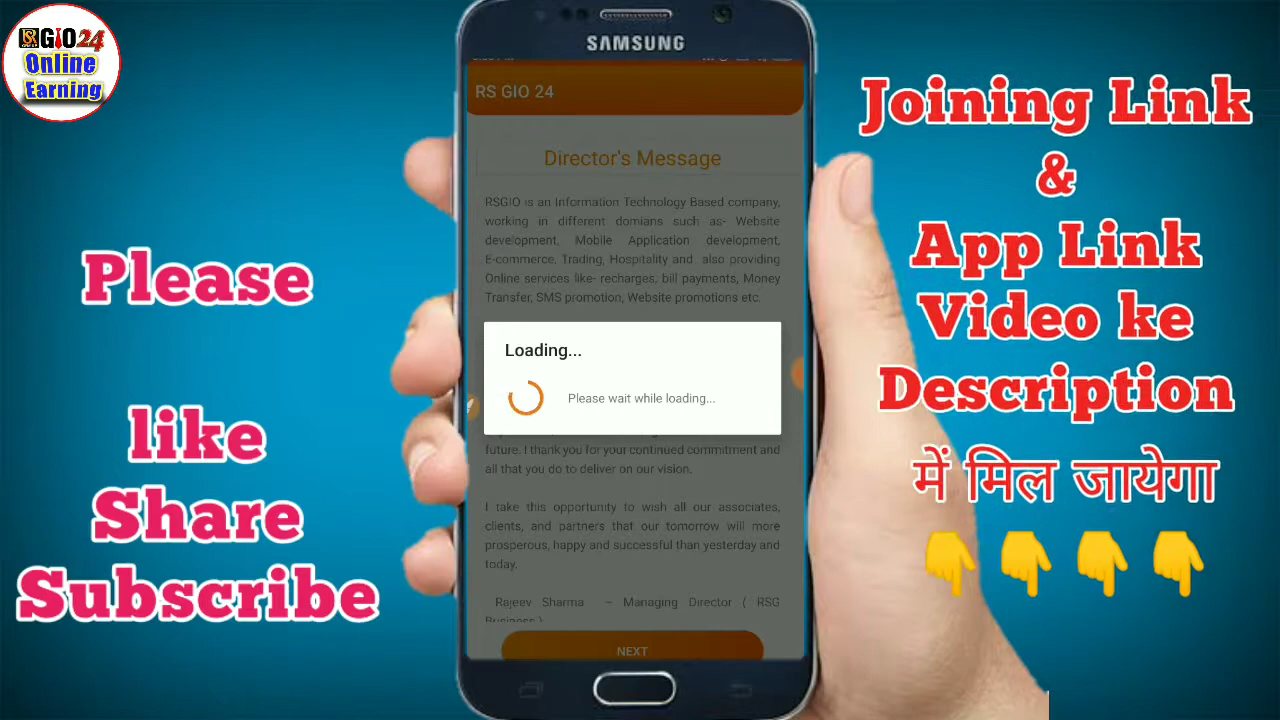 RS GIO 24
Online
Earning
Please
like
Share
Subscribe
SAMSUNG
RS GIO 24
Director's Message
RSGIO is an Information Technology Based company,
working in different domians such as- Website
development, Mobile Application development,
E-commerce, Trading, Hospitality and also providing
Online services like- recharges, bill payments, Money
Transfer, SMS promotion, Website promotions etc.
Loading...
Please wait while loading...
future. I thank you for your continued commitment and
all that you do to deliver on our vision.
I take this opportunity to wish all our associates,
clients, and partners that our tomorrow will more
prosperous, happy and successful than yesterday and
today.
Rajeev Sharma – Managing Director ( RSG
Business )
NEXT
Joining Link
&
App Link
Video ke
Description
में मिल जायेगा